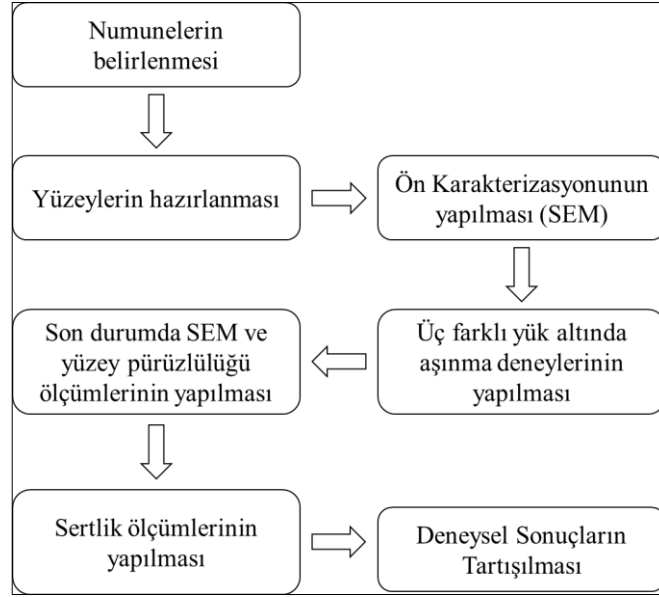 Numunelerin
belirlenmesi
Yüzeylerin hazırlanması
Ön Karakterizasyonunun
yapılması (SEM)
Üç farklı yük altında
aşınma deneylerinin
yapılması
Son durumda SEM ve
yüzey pürüzlülüğü
ölçümlerinin yapılması
Sertlik ölçümlerinin
yapılması
Deneysel Sonuçların
Tartışılması